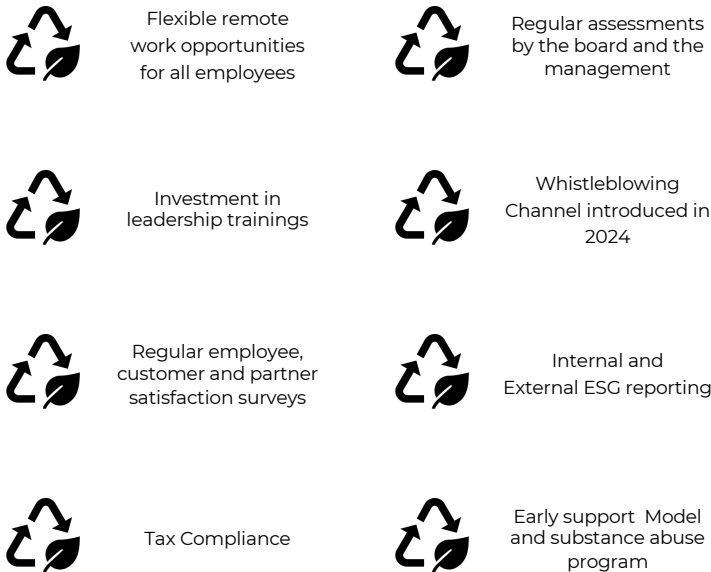 Flexible remote
work opportunities
for all employees
Regular assessments
by the board and the
management
Investment in
leadership trainings
Whistleblowing
Channel introduced in
2024
Regular employee,
customer and partner
satisfaction surveys
Internal and
External ESG reporting
Tax Compliance
Early support  Model
and substance abuse
program